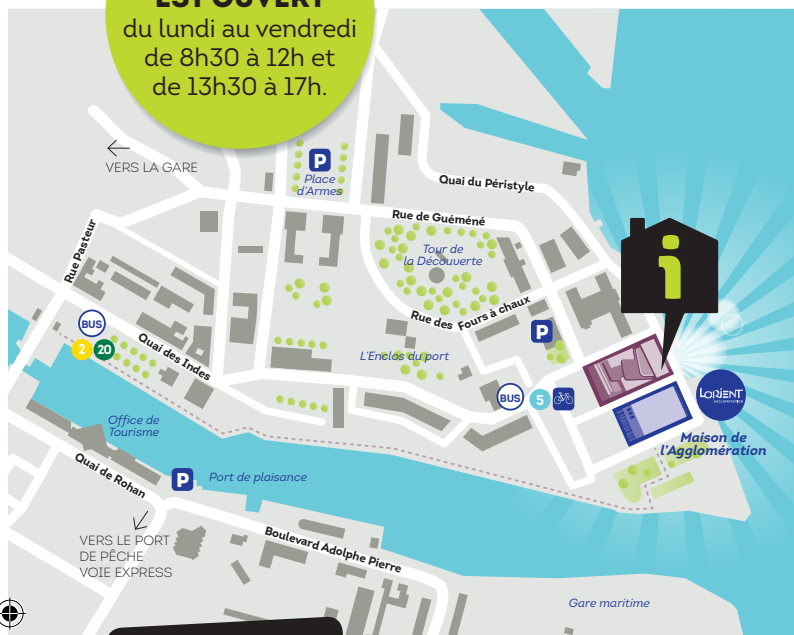 EST OUVERT
du lundi au vendredi
de 8h30 à 12h et
de 13h30 à 17h.
VERS LA GARE
P
Place
d'Armes
Quai du Péristyle
Rue de Guéméné
Tour de
la Découverte
Rue Pasteur
i
Rue des Fours à chaux
BUS
2 20
Quai des Indes
P
L'Enclos du port
BUS 5
LORIENT
AGGLOMÉRATION
Maison de
l'Agglomération
Office de
Tourisme
Quai de Rohan
P
Port de plaisance
VERS LE PORT
DE PÊCHE
VOIE EXPRESS
Boulevard Adolphe Pierre
Gare maritime